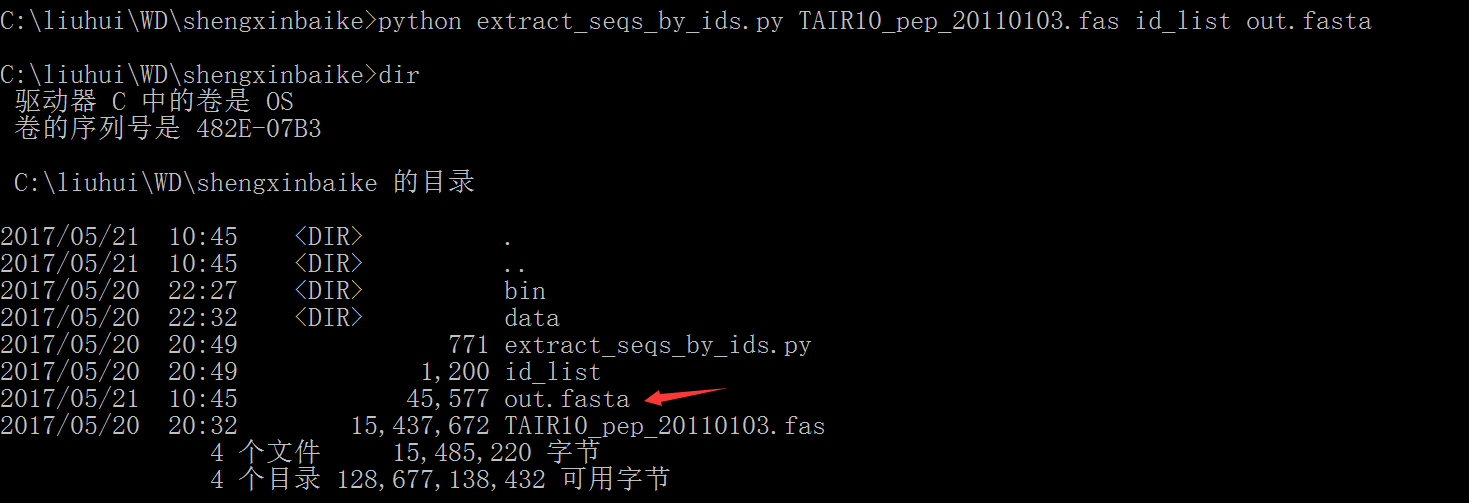 C:\liuhui\WD\shengxinbaike>python extract_seqs_by_ids.py TAIR10_pep_20110103.fas id_list out.fasta
C:\liuhui\WD\shengxinbaike>dir
驱动器 C 中的卷是 OS
卷的序列号是 482E-07B3
C:\liuhui\WD\shengxinbaike 的目录
2017/05/21  10:45    <DIR>          .
2017/05/21  10:45    <DIR>          ..
2017/05/20  22:27    <DIR>          bin
2017/05/20  22:32    <DIR>          data
2017/05/20  20:49               771 extract_seqs_by_ids.py
2017/05/20  20:49             1,200 id_list
2017/05/21  10:45            45,577 out.fasta
2017/05/20  20:32        15,437,672 TAIR10_pep_20110103.fas
4 个文件     15,485,220 字节
4 个目录 128,677,138,432 可用字节